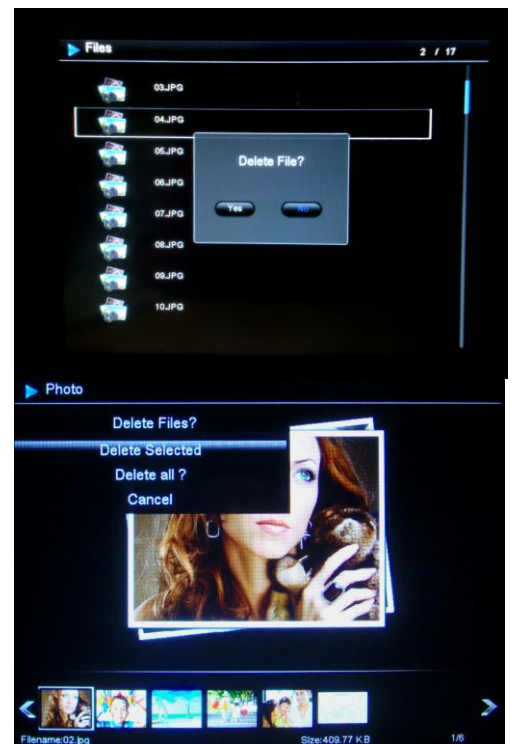 Files 2 / 17
03.JPG
04.JPG
05.JPG
06.JPG
07.JPG
08.JPG
09.JPG
10.JPG
Delete File?
Yes No
Photo
Delete Files?
Delete Selected
Delete all ?
Cancel
Filename:02.jpg Size:409.77 KB 1/6